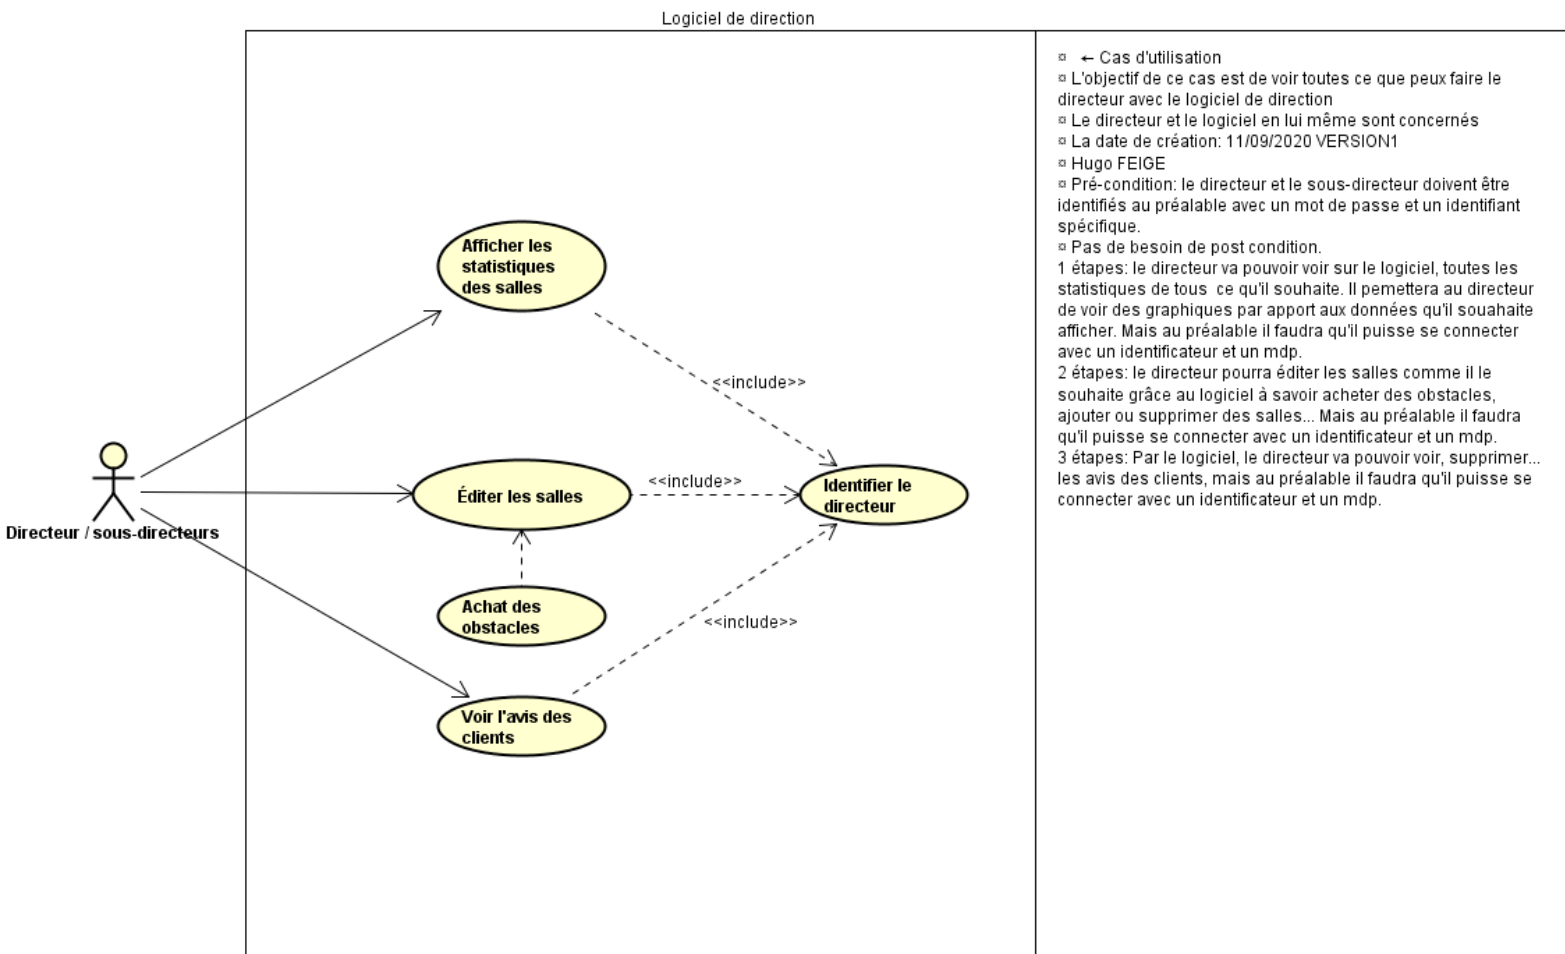 Logiciel de direction
¤ ← Cas d'utilisation
¤ L'objectif de ce cas est de voir toutes ce que peux faire le
directeur avec le logiciel de direction
¤ Le directeur et le logiciel en lui même sont concernés
¤ La date de création: 11/09/2020 VERSION1
¤ Hugo FEIGE
¤ Pré-condition: le directeur et le sous-directeur doivent être
identifiés au préalable avec un mot de passe et un identifiant
spécifique.
¤ Pas de besoin de post condition.
1 étapes: le directeur va pouvoir voir sur le logiciel, toutes les
statistiques de tous  ce qu'il souhaite. Il pemettera au directeur
de voir des graphiques par apport aux données qu'il souahaite
afficher. Mais au préalable il faudra qu'il puisse se connecter
avec un identificateur et un mdp.
2 étapes: le directeur pourra éditer les salles comme il le
souhaite grâce au logiciel à savoir acheter des obstacles,
ajouter ou supprimer des salles... Mais au préalable il faudra
qu'il puisse se connecter avec un identificateur et un mdp.
3 étapes: Par le logiciel, le directeur va pouvoir voir, supprimer...
les avis des clients, mais au préalable il faudra qu'il puisse se
connecter avec un identificateur et un mdp.
Afficher les
statistiques
des salles
<<include>>
Directeur / sous-directeurs
Éditer les salles
<<include>>
Identifier le
directeur
Achat des
obstacles
<<include>>
Voir l'avis des
clients